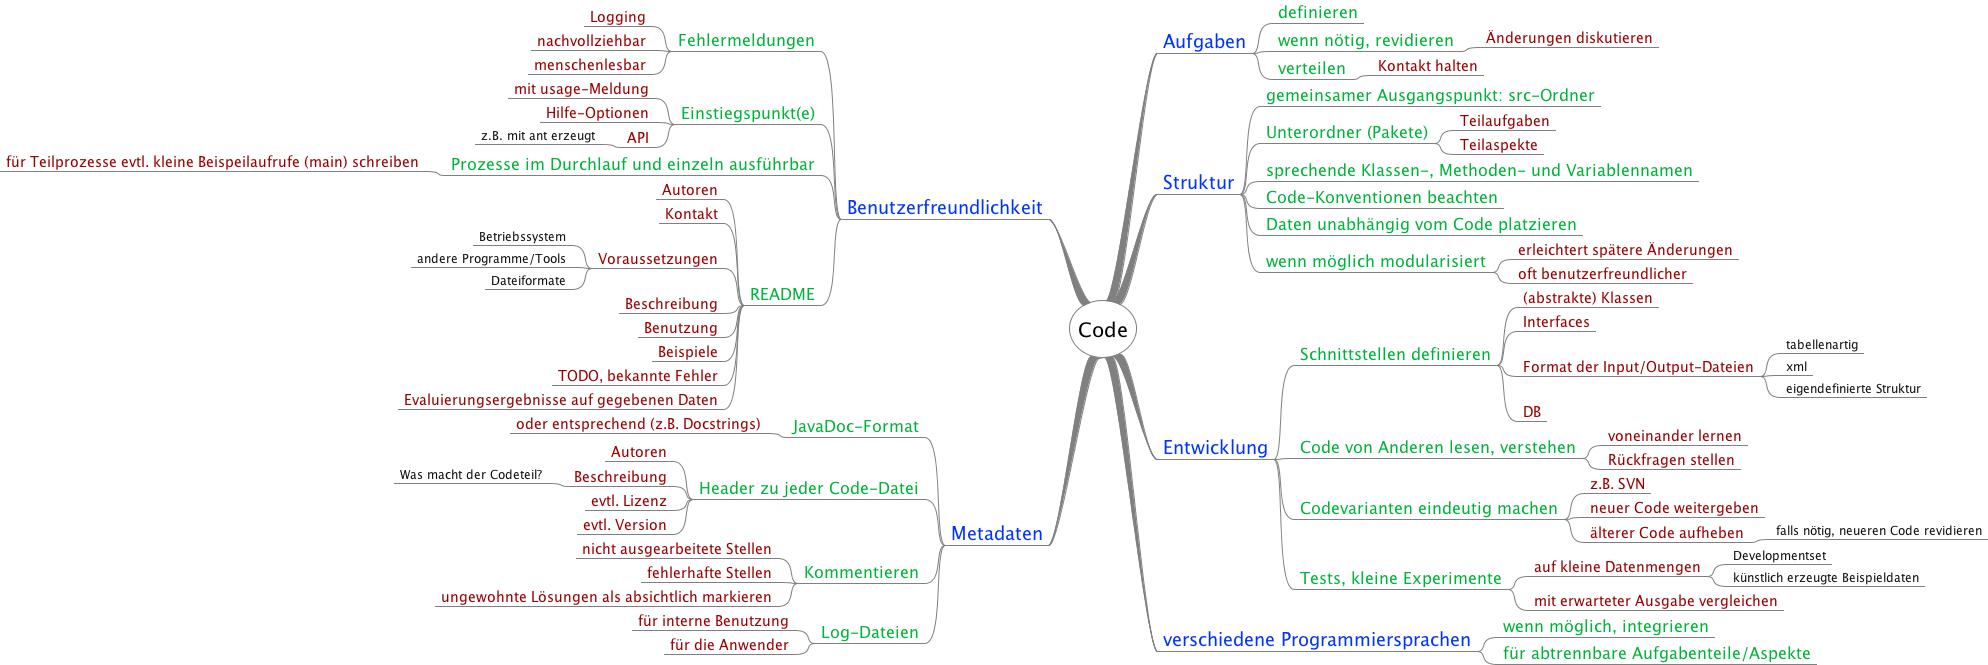 Code
Benutzerfreundlichkeit
Fehlermeldungen
Logging
nachvollziehbar
menschenlesbar
Einstiegspunkt(e)
mit usage-Meldung
Hilfe-Optionen
API
z.B. mit ant erzeugt
Prozesse im Durchlauf und einzeln ausführbar
für Teilprozesse evtl. kleine Beispeilaufrufe (main) schreiben
README
Autoren
Kontakt
Voraussetzungen
Betriebssystem
andere Programme/Tools
Dateiformate
Beschreibung
Benutzung
Beispiele
TODO, bekannte Fehler
Evaluierungsergebnisse auf gegebenen Daten
Metadaten
JavaDoc-Format
oder entsprechend (z.B. Docstrings)
Header zu jeder Code-Datei
Autoren
Beschreibung
Was macht der Codeteil?
evtl. Lizenz
evtl. Version
Kommentieren
nicht ausgearbeitete Stellen
fehlerhafte Stellen
ungewohnte Lösungen als absichtlich markieren
Log-Dateien
für interne Benutzung
für die Anwender
Aufgaben
definieren
wenn nötig, revidieren
Änderungen diskutieren
verteilen
Kontakt halten
Struktur
gemeinsamer Ausgangspunkt: src-Ordner
Unterordner (Pakete)
Teilaufgaben
Teilaspekte
sprechende Klassen-, Methoden- und Variablennamen
Code-Konventionen beachten
Daten unabhängig vom Code platzieren
wenn möglich modularisiert
erleichtert spätere Änderungen
oft benutzerfreundlicher
Entwicklung
Schnittstellen definieren
(abstrakte) Klassen
Interfaces
Format der Input/Output-Dateien
tabellenartig
xml
eigendefinierte Struktur
DB
Code von Anderen lesen, verstehen
voneinander lernen
Rückfragen stellen
Codevarianten eindeutig machen
z.B. SVN
neuer Code weitergeben
älterer Code aufheben
falls nötig, neueren Code revidieren
Tests, kleine Experimente
auf kleine Datenmengen
Developmentset
künstlich erzeugte Beispieldaten
mit erwarteter Ausgabe vergleichen
verschiedene Programmiersprachen
wenn möglich, integrieren
für abtrennbare Aufgabenteile/Aspekte